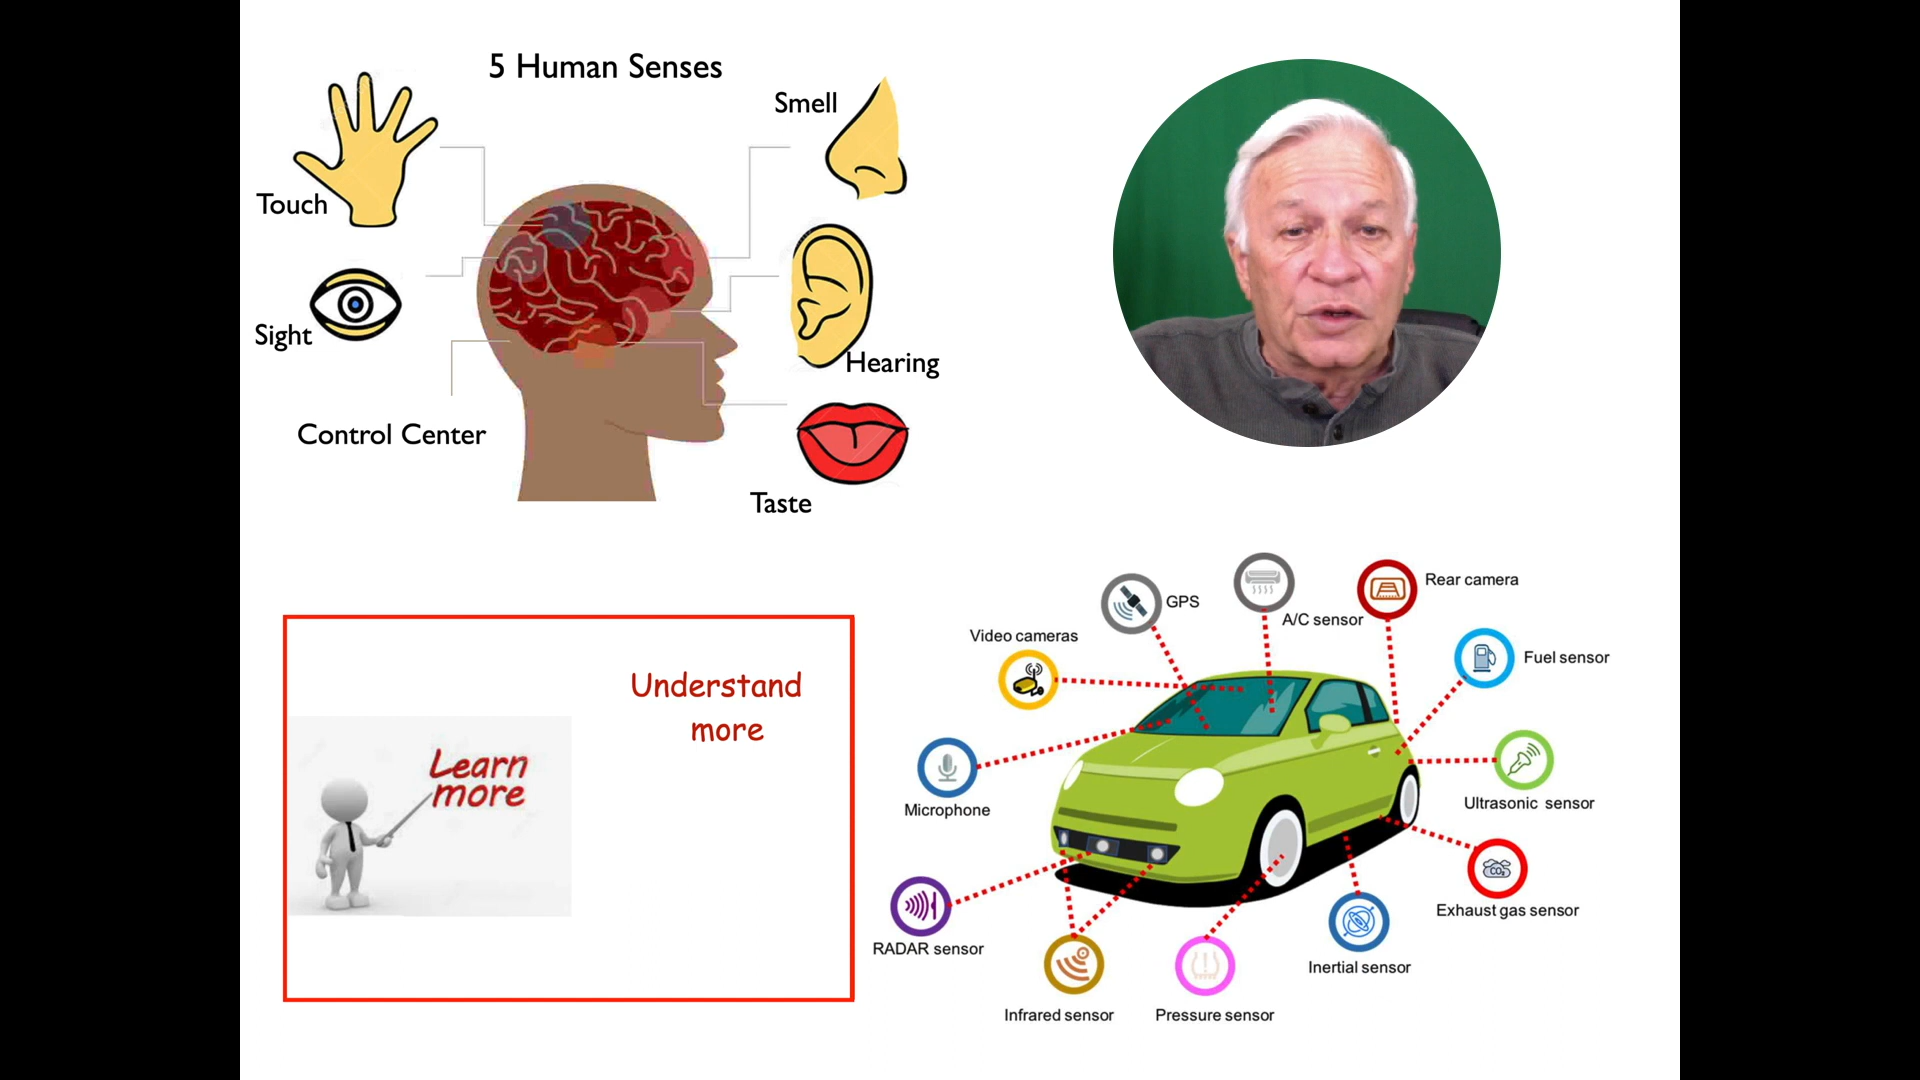 5 Human Senses
Touch
Smell
Sight
Hearing
Control Center
Taste
Understand
more
Learn
more
GPS
A/C sensor
Rear camera
Video cameras
Fuel sensor
Microphone
Ultrasonic sensor
RADAR sensor
CO₂
Exhaust gas sensor
Inertial sensor
Infrared sensor
Pressure sensor